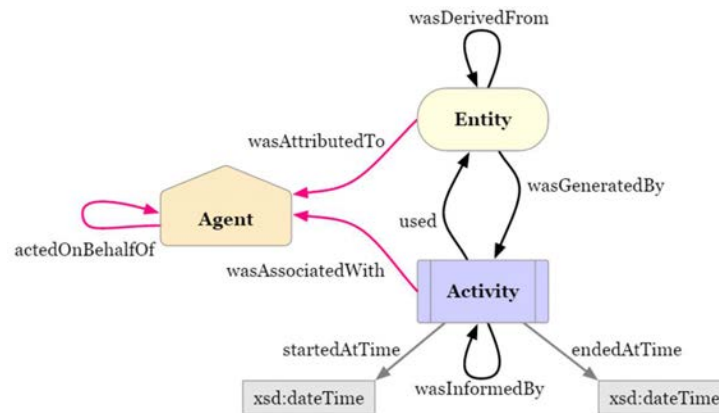 wasDerivedFrom
Entity
wasAttributedTo
wasGeneratedBy
Agent
used
actedOnBehalfOf
wasAssociatedWith
Activity
startedAtTime
endedAtTime
wasInformedBy
xsd:dateTime
xsd:dateTime